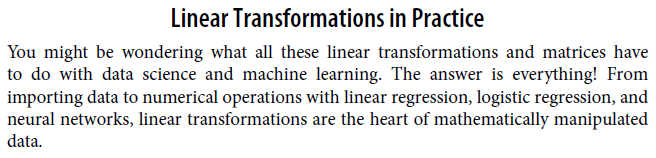 Linear Transformations in Practice
You might be wondering what all these linear transformations and matrices have
to do with data science and machine learning. The answer is everything! From
importing data to numerical operations with linear regression, logistic regression, and
neural networks, linear transformations are the heart of mathematically manipulated
data.